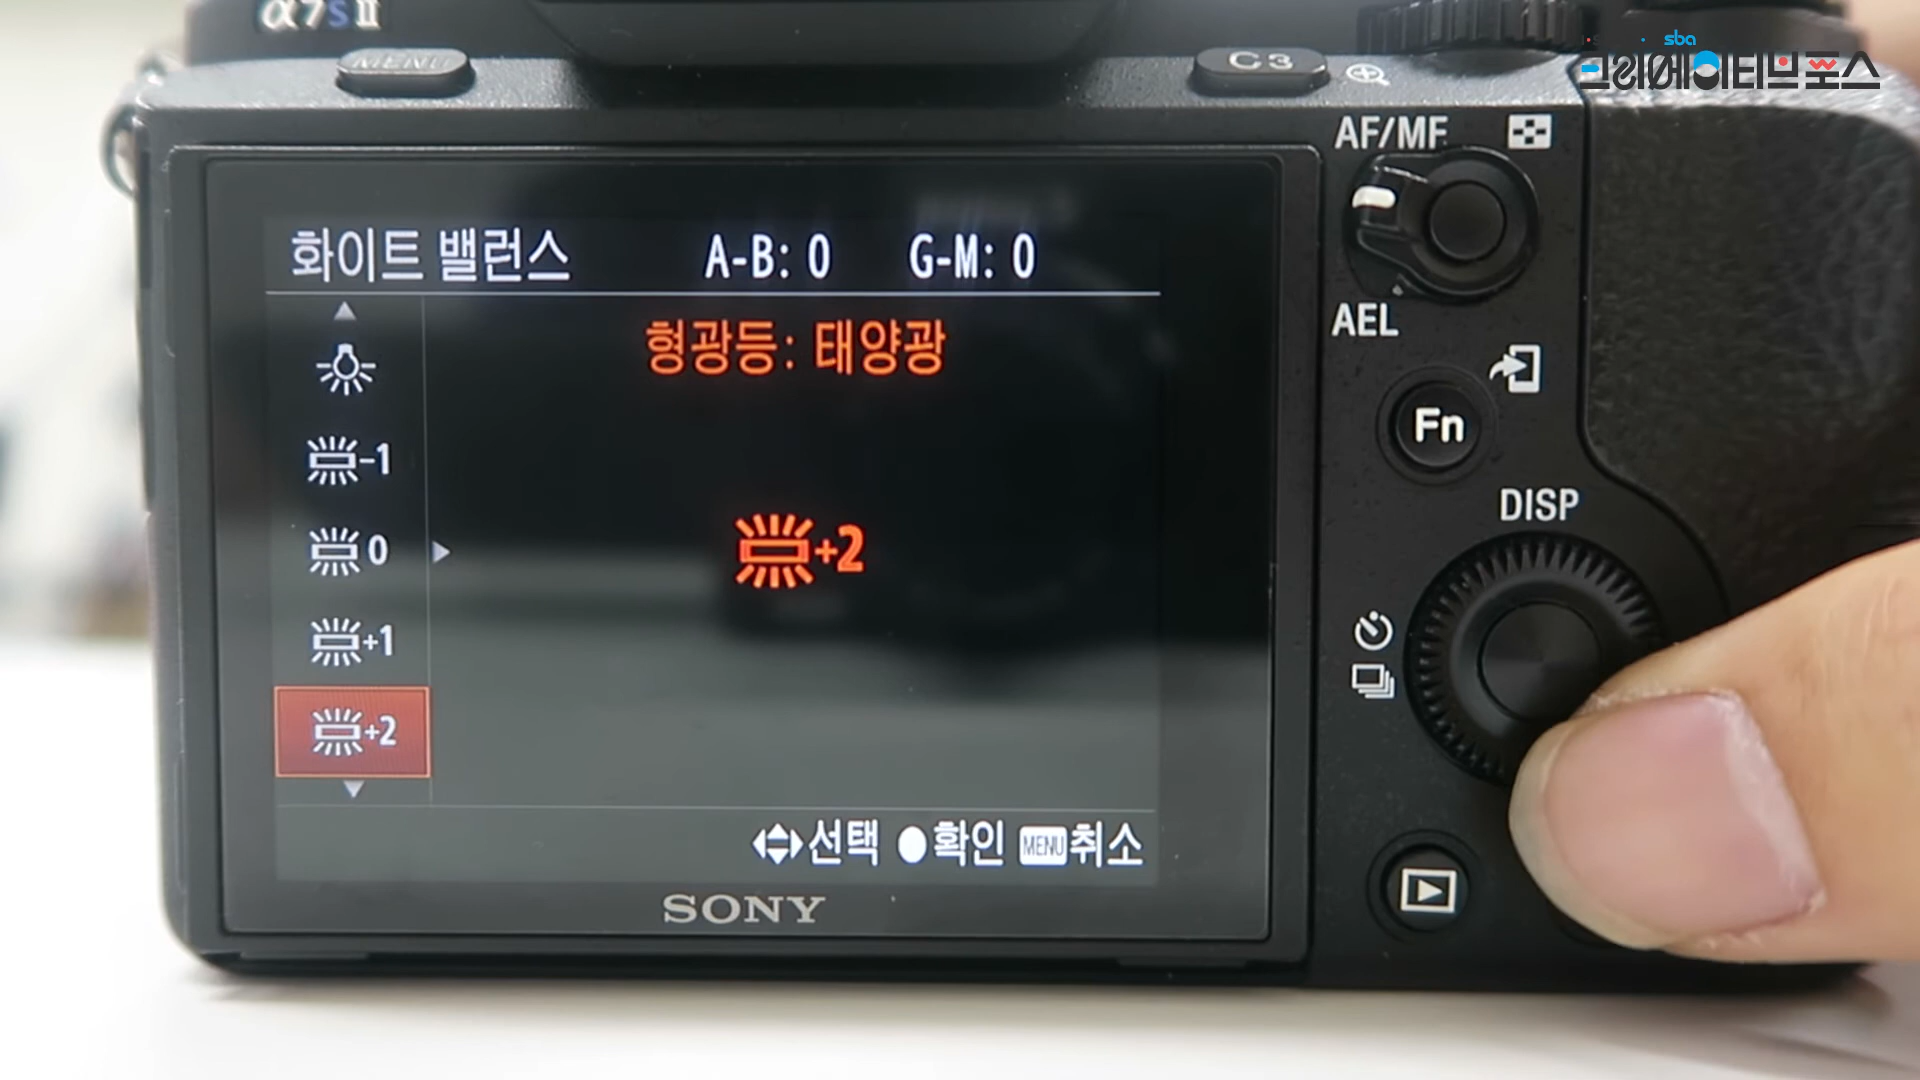 α7SII
sba
크리에이티브포스
MENU
C3
AF/MF
화이트 밸런스 A-B: 0 G-M: 0
형광등: 태양광
AEL
-1
Fn
0
+2
DISP
+1
+2
선택 확인 MENU 취소
SONY